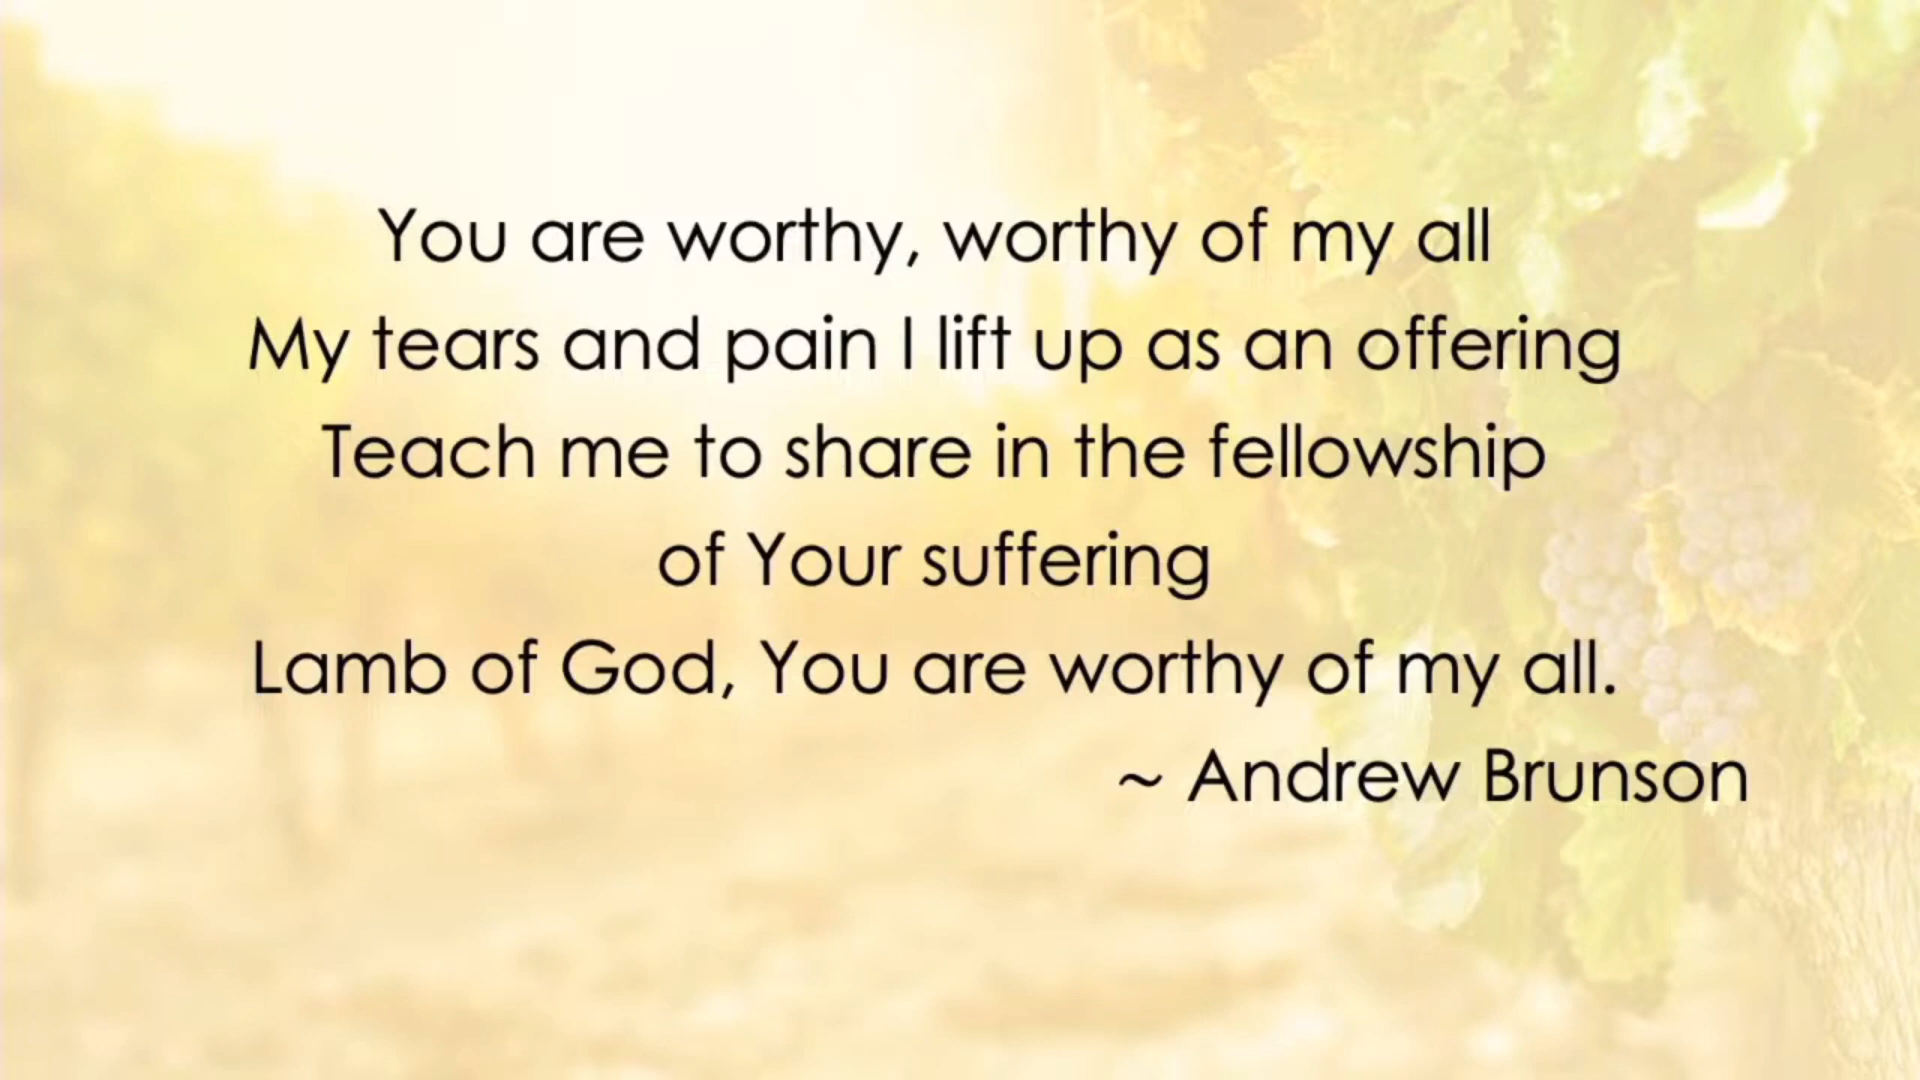 You are worthy, worthy of my all
My tears and pain I lift up as an offering
Teach me to share in the fellowship
of Your suffering
Lamb of God, You are worthy of my all.
~ Andrew Brunson